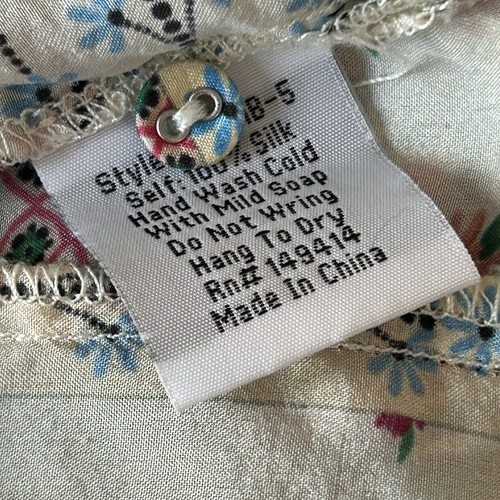 Style B-5
Self: 100% Silk
Hand Wash Cold
With Mild Soap
Do Not Wring
Hang To Dry
Rn# 149414
Made In China